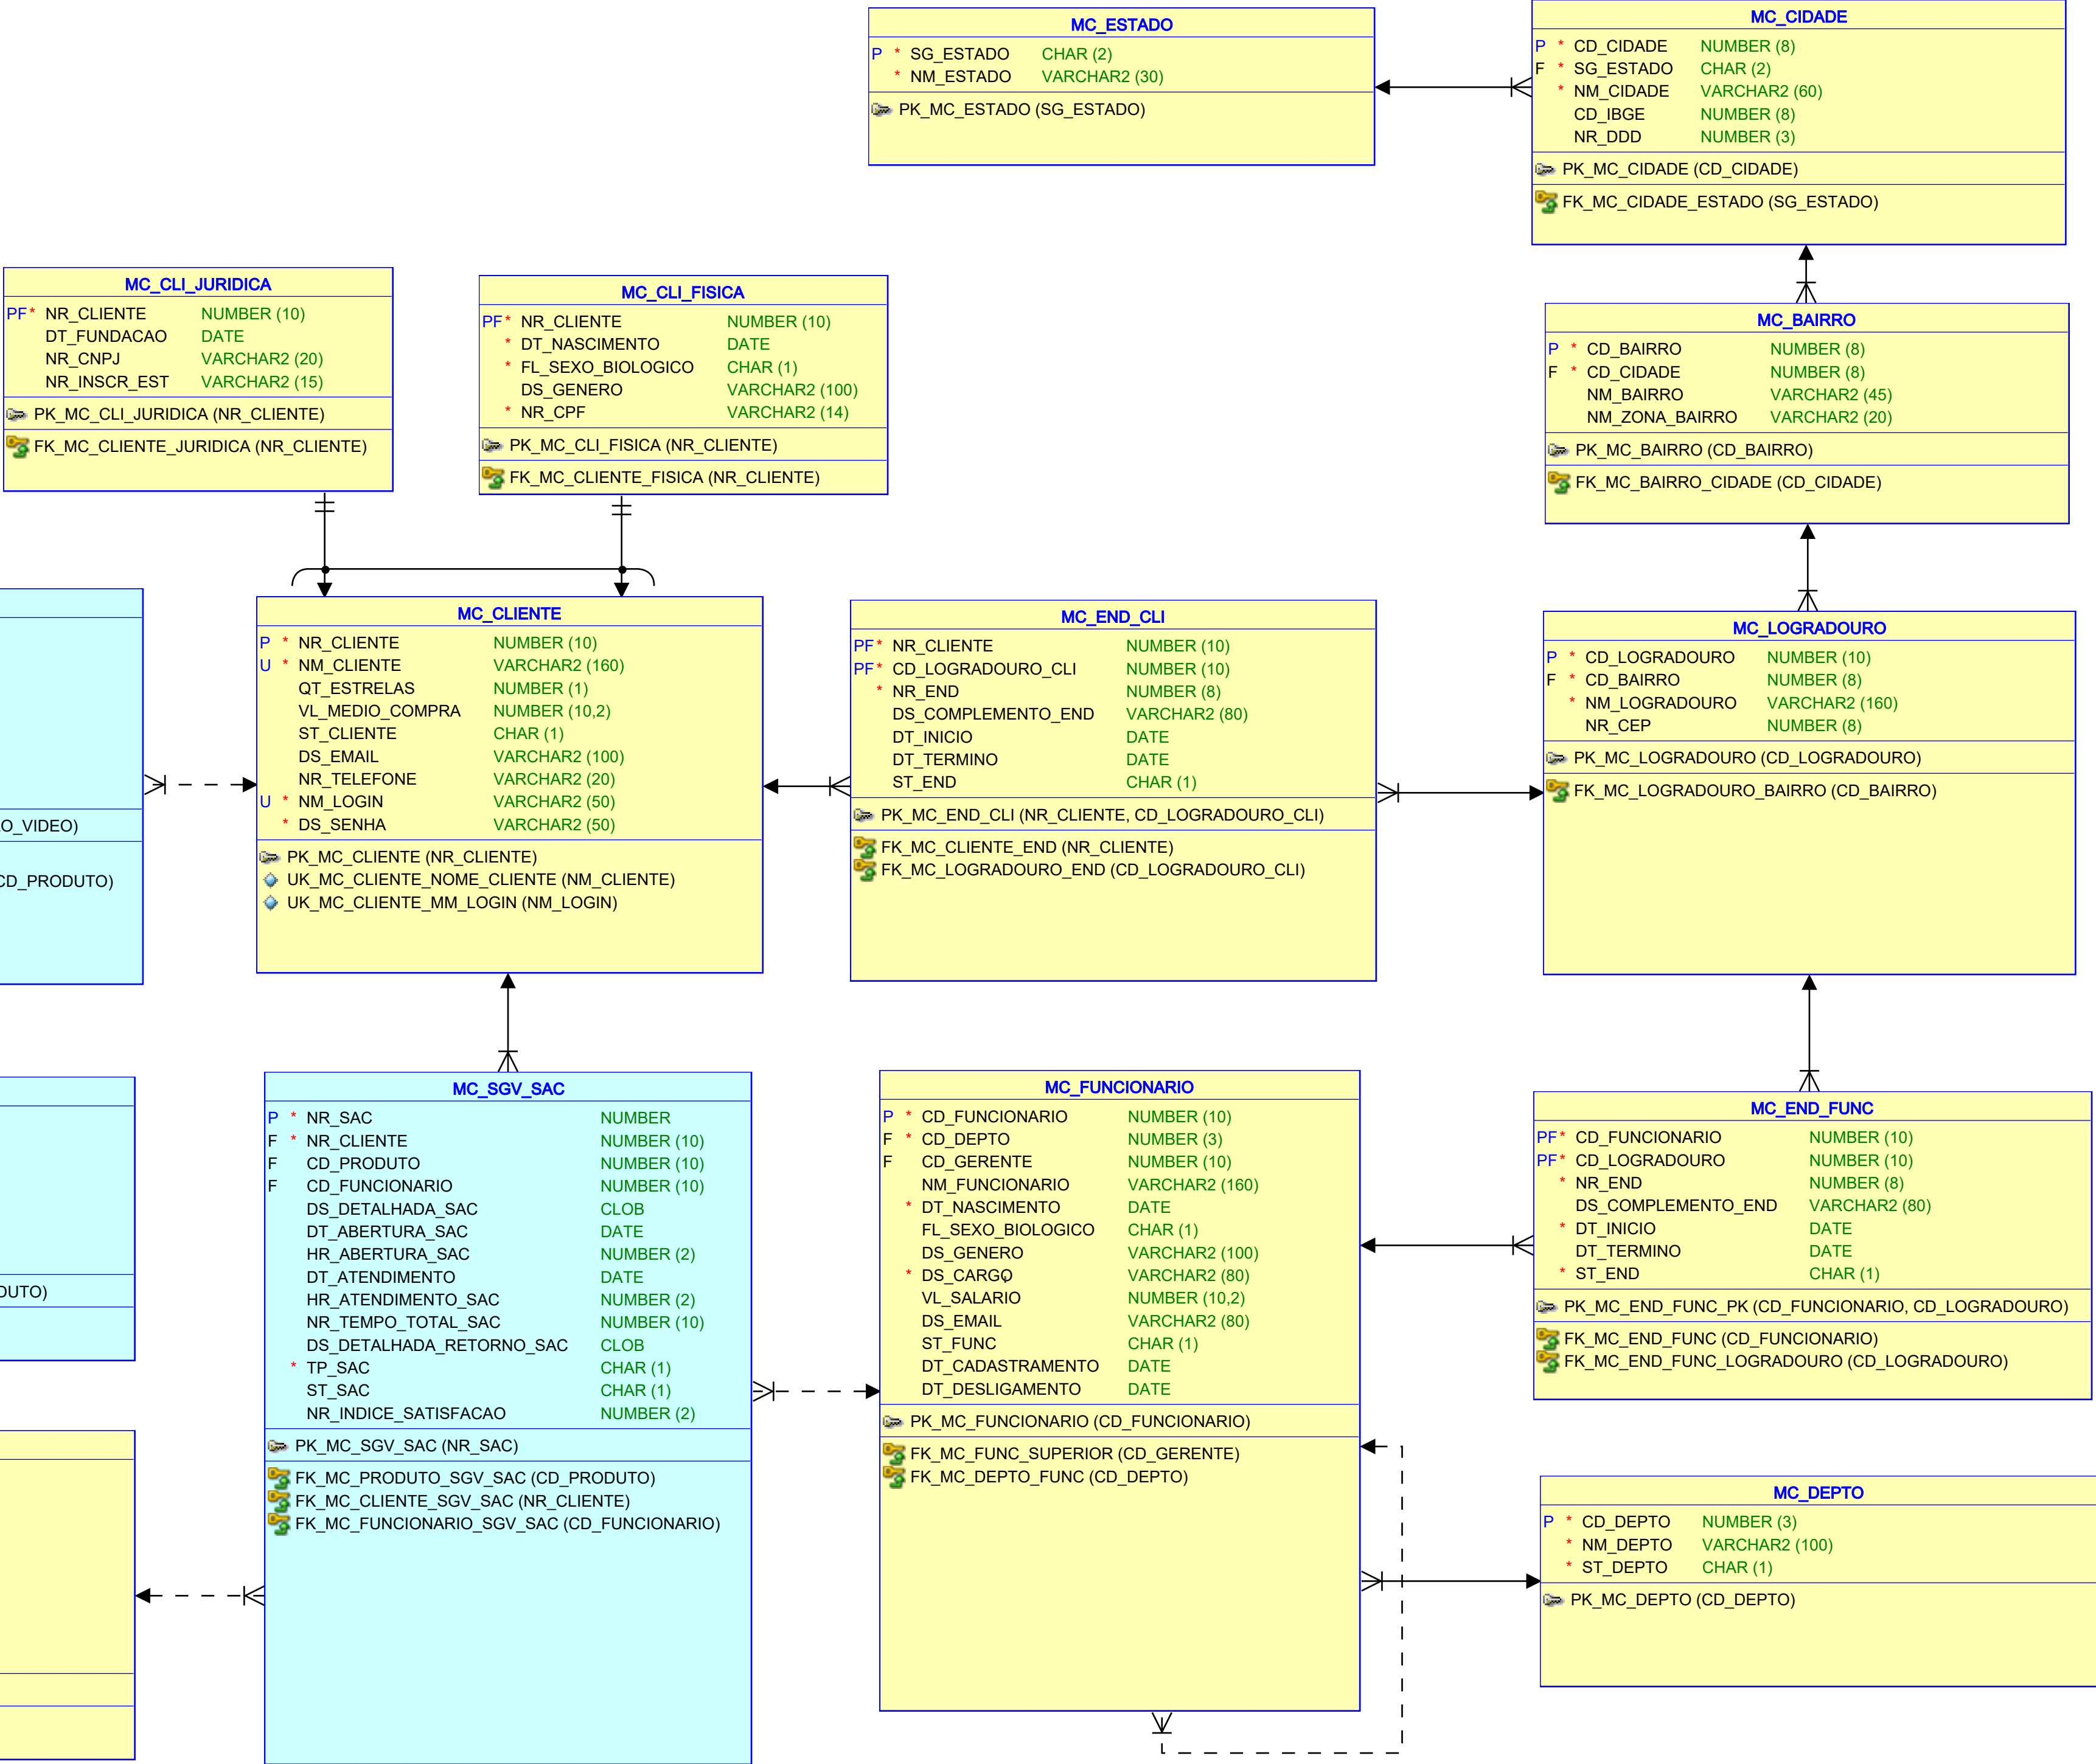 MC_ESTADO
P * SG_ESTADO CHAR (2)
* NM_ESTADO VARCHAR2 (30)
PK_MC_ESTADO (SG_ESTADO)
MC_CIDADE
P * CD_CIDADE NUMBER (8)
F * SG_ESTADO CHAR (2)
* NM_CIDADE VARCHAR2 (60)
CD_IBGE NUMBER (8)
NR_DDD NUMBER (3)
PK_MC_CIDADE (CD_CIDADE)
FK_MC_CIDADE_ESTADO (SG_ESTADO)
MC_CLI_JURIDICA
PF * NR_CLIENTE NUMBER (10)
DT_FUNDACAO DATE
NR_CNPJ VARCHAR2 (20)
NR_INSCR_EST VARCHAR2 (15)
PK_MC_CLI_JURIDICA (NR_CLIENTE)
FK_MC_CLIENTE_JURIDICA (NR_CLIENTE)
MC_CLI_FISICA
PF * NR_CLIENTE NUMBER (10)
* DT_NASCIMENTO DATE
* FL_SEXO_BIOLOGICO CHAR (1)
DS_GENERO VARCHAR2 (100)
* NR_CPF VARCHAR2 (14)
PK_MC_CLI_FISICA (NR_CLIENTE)
FK_MC_CLIENTE_FISICA (NR_CLIENTE)
MC_BAIRRO
P * CD_BAIRRO NUMBER (8)
F * CD_CIDADE NUMBER (8)
NM_BAIRRO VARCHAR2 (45)
NM_ZONA_BAIRRO VARCHAR2 (20)
PK_MC_BAIRRO (CD_BAIRRO)
FK_MC_BAIRRO_CIDADE (CD_CIDADE)
O_VIDEO)
CD_PRODUTO)
MC_CLIENTE
P * NR_CLIENTE NUMBER (10)
U * NM_CLIENTE VARCHAR2 (160)
QT_ESTRELAS NUMBER (1)
VL_MEDIO_COMPRA NUMBER (10,2)
ST_CLIENTE CHAR (1)
DS_EMAIL VARCHAR2 (100)
NR_TELEFONE VARCHAR2 (20)
U * NM_LOGIN VARCHAR2 (50)
* DS_SENHA VARCHAR2 (50)
PK_MC_CLIENTE (NR_CLIENTE)
UK_MC_CLIENTE_NOME_CLIENTE (NM_CLIENTE)
UK_MC_CLIENTE_MM_LOGIN (NM_LOGIN)
MC_END_CLI
PF * NR_CLIENTE NUMBER (10)
PF * CD_LOGRADOURO_CLI NUMBER (10)
* NR_END NUMBER (8)
DS_COMPLEMENTO_END VARCHAR2 (80)
DT_INICIO DATE
DT_TERMINO DATE
ST_END CHAR (1)
PK_MC_END_CLI (NR_CLIENTE, CD_LOGRADOURO_CLI)
FK_MC_CLIENTE_END (NR_CLIENTE)
FK_MC_LOGRADOURO_END (CD_LOGRADOURO_CLI)
MC_LOGRADOURO
P * CD_LOGRADOURO NUMBER (10)
F * CD_BAIRRO NUMBER (8)
* NM_LOGRADOURO VARCHAR2 (160)
NR_CEP NUMBER (8)
PK_MC_LOGRADOURO (CD_LOGRADOURO)
FK_MC_LOGRADOURO_BAIRRO (CD_BAIRRO)
DUTO)
MC_SGV_SAC
P * NR_SAC NUMBER
F * NR_CLIENTE NUMBER (10)
F CD_PRODUTO NUMBER (10)
F CD_FUNCIONARIO NUMBER (10)
DS_DETALHADA_SAC CLOB
DT_ABERTURA_SAC DATE
HR_ABERTURA_SAC NUMBER (2)
DT_ATENDIMENTO DATE
HR_ATENDIMENTO_SAC NUMBER (2)
NR_TEMPO_TOTAL_SAC NUMBER (10)
DS_DETALHADA_RETORNO_SAC CLOB
* TP_SAC CHAR (1)
ST_SAC CHAR (1)
NR_INDICE_SATISFACAO NUMBER (2)
PK_MC_SGV_SAC (NR_SAC)
FK_MC_PRODUTO_SGV_SAC (CD_PRODUTO)
FK_MC_CLIENTE_SGV_SAC (NR_CLIENTE)
FK_MC_FUNCIONARIO_SGV_SAC (CD_FUNCIONARIO)
MC_FUNCIONARIO
P * CD_FUNCIONARIO NUMBER (10)
F * CD_DEPTO NUMBER (3)
F CD_GERENTE NUMBER (10)
NM_FUNCIONARIO VARCHAR2 (160)
* DT_NASCIMENTO DATE
FL_SEXO_BIOLOGICO CHAR (1)
DS_GENERO VARCHAR2 (100)
* DS_CARGO VARCHAR2 (80)
VL_SALARIO NUMBER (10,2)
DS_EMAIL VARCHAR2 (80)
ST_FUNC CHAR (1)
DT_CADASTRAMENTO DATE
DT_DESLIGAMENTO DATE
PK_MC_FUNCIONARIO (CD_FUNCIONARIO)
FK_MC_FUNC_SUPERIOR (CD_GERENTE)
FK_MC_DEPTO_FUNC (CD_DEPTO)
MC_END_FUNC
PF * CD_FUNCIONARIO NUMBER (10)
PF * CD_LOGRADOURO NUMBER (10)
* NR_END NUMBER (8)
DS_COMPLEMENTO_END VARCHAR2 (80)
* DT_INICIO DATE
DT_TERMINO DATE
* ST_END CHAR (1)
PK_MC_END_FUNC_PK (CD_FUNCIONARIO, CD_LOGRADOURO)
FK_MC_END_FUNC (CD_FUNCIONARIO)
FK_MC_END_FUNC_LOGRADOURO (CD_LOGRADOURO)
MC_DEPTO
P * CD_DEPTO NUMBER (3)
* NM_DEPTO VARCHAR2 (100)
* ST_DEPTO CHAR (1)
PK_MC_DEPTO (CD_DEPTO)